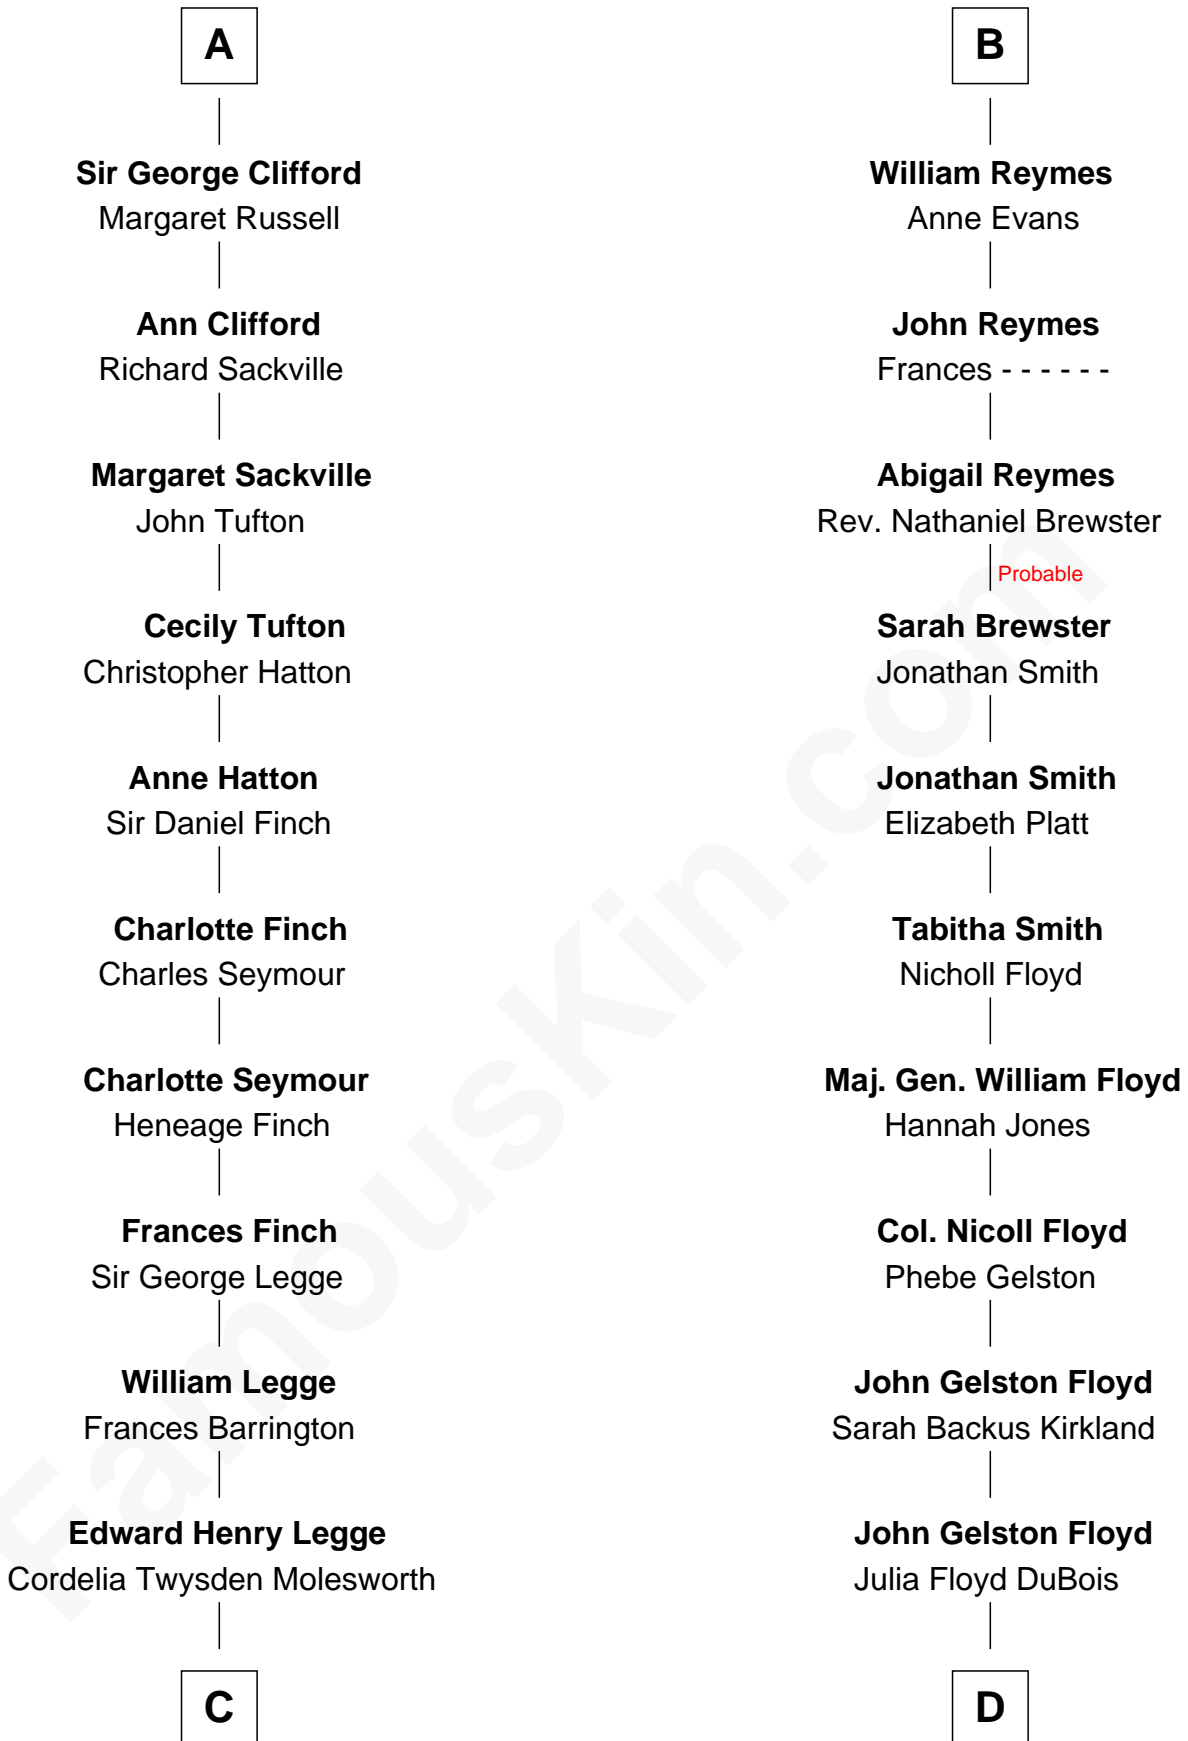 A
Sir George Clifford
Margaret Russell
Ann Clifford
Richard Sackville
Margaret Sackville
John Tufton
Cecily Tufton
Christopher Hatton
Anne Hatton
Sir Daniel Finch
Charlotte Finch
Charles Seymour
Charlotte Seymour
Heneage Finch
Frances Finch
Sir George Legge
William Legge
Frances Barrington
Edward Henry Legge
Cordelia Twysden Molesworth
C
B
William Reymes
Anne Evans
John Reymes
Frances - - - - - -
Abigail Reymes
Rev. Nathaniel Brewster
Probable
Sarah Brewster
Jonathan Smith
Jonathan Smith
Elizabeth Platt
Tabitha Smith
Nicholl Floyd
Maj. Gen. William Floyd
Hannah Jones
Col. Nicoll Floyd
Phebe Gelston
John Gelston Floyd
Sarah Backus Kirkland
John Gelston Floyd
Julia Floyd DuBois
D
FamousKin.com